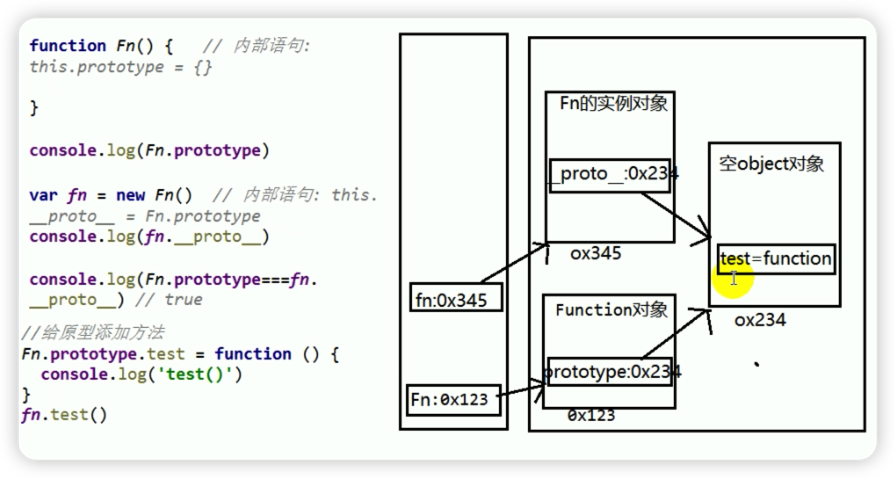 function Fn() {   // 内部语句:
this.prototype = {}
}
console.log(Fn.prototype)
var fn = new Fn()  // 内部语句: this.
__proto__ = Fn.prototype
console.log(fn.__proto__)
console.log(Fn.prototype===fn.
__proto__) // true
//给原型添加方法
Fn.prototype.test = function () {
  console.log('test()')
}
fn.test()
fn:0x345
Fn:0x123
Fn的实例对象
__proto__:0x234
ox345
Function对象
prototype:0x234
0x123
空object对象
test=function
ox234